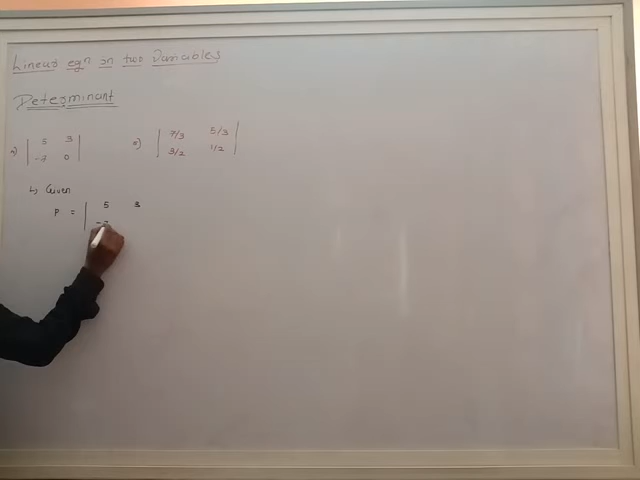 Linear eqn in two Variables
Determinant
| 5 3 | | 7/3 5/3 |
| -7 0 | | 3/2 1/2 |
Given
P = | 5 3
-7